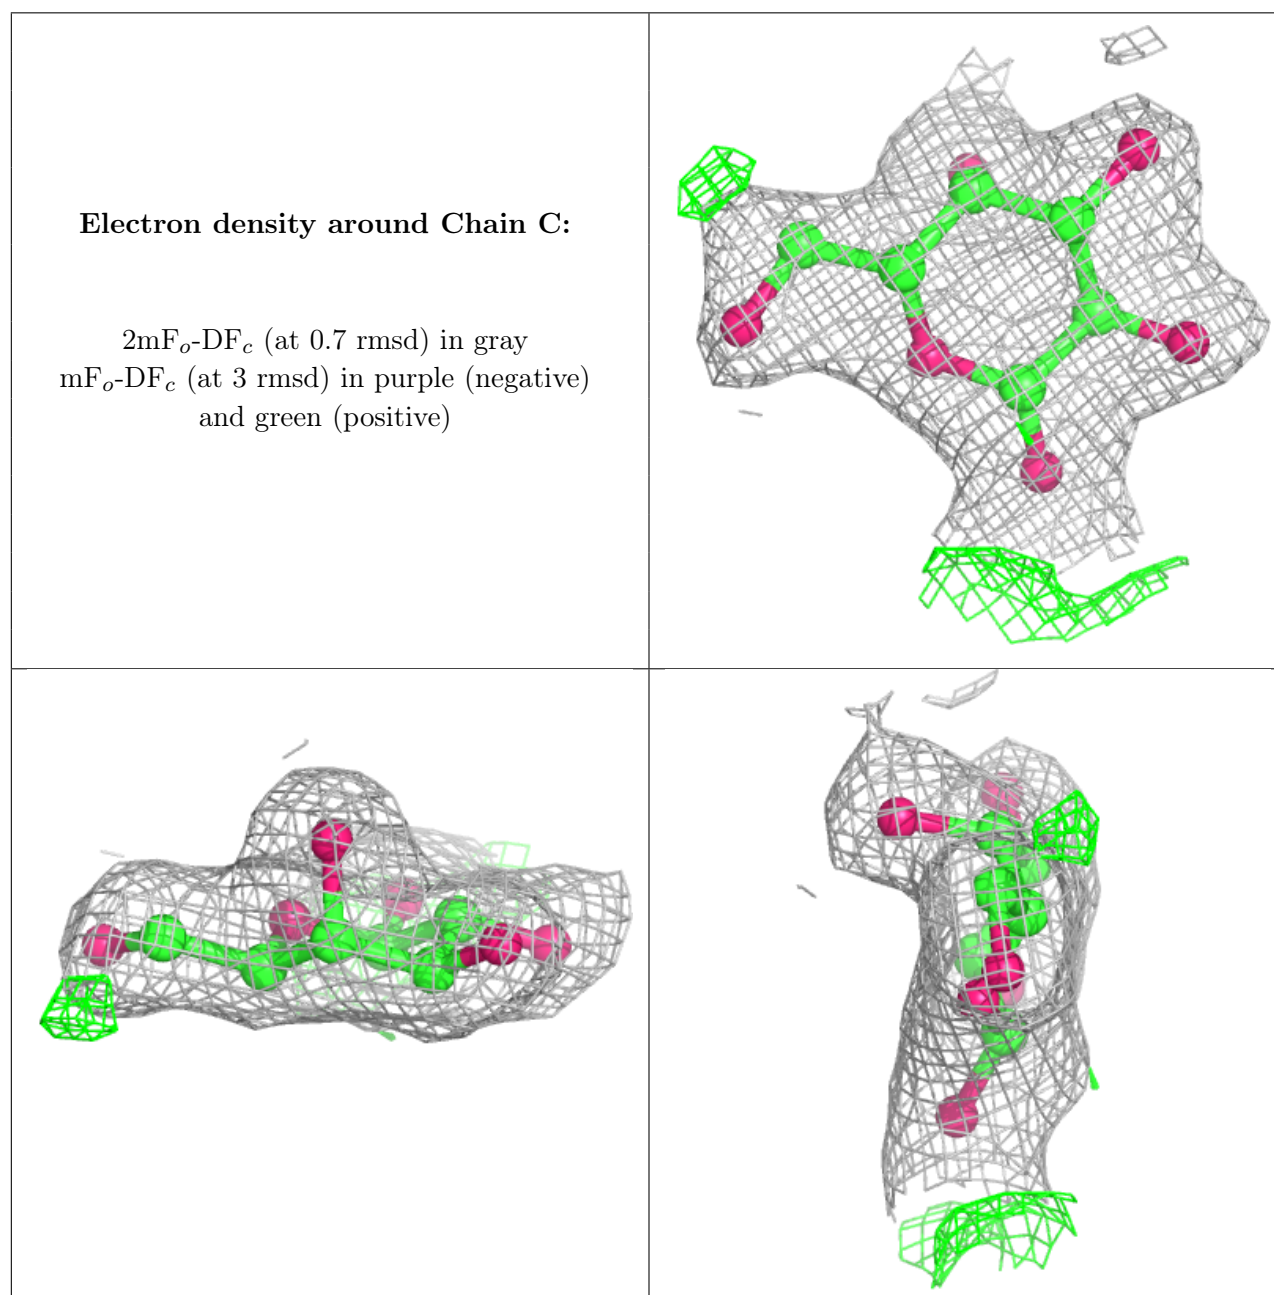 Electron density around Chain C:
2mFo-DFc (at 0.7 rmsd) in gray
mFo-DFc (at 3 rmsd) in purple (negative)
and green (positive)